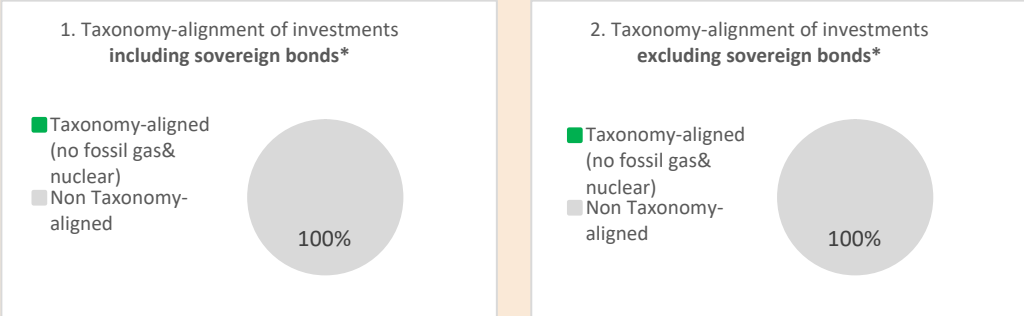 1. Taxonomy-alignment of investments
including sovereign bonds*
Taxonomy-aligned
(no fossil gas&
nuclear)
Non Taxonomy-
aligned
100%
2. Taxonomy-alignment of investments
excluding sovereign bonds*
Taxonomy-aligned
(no fossil gas&
nuclear)
Non Taxonomy-
aligned
100%